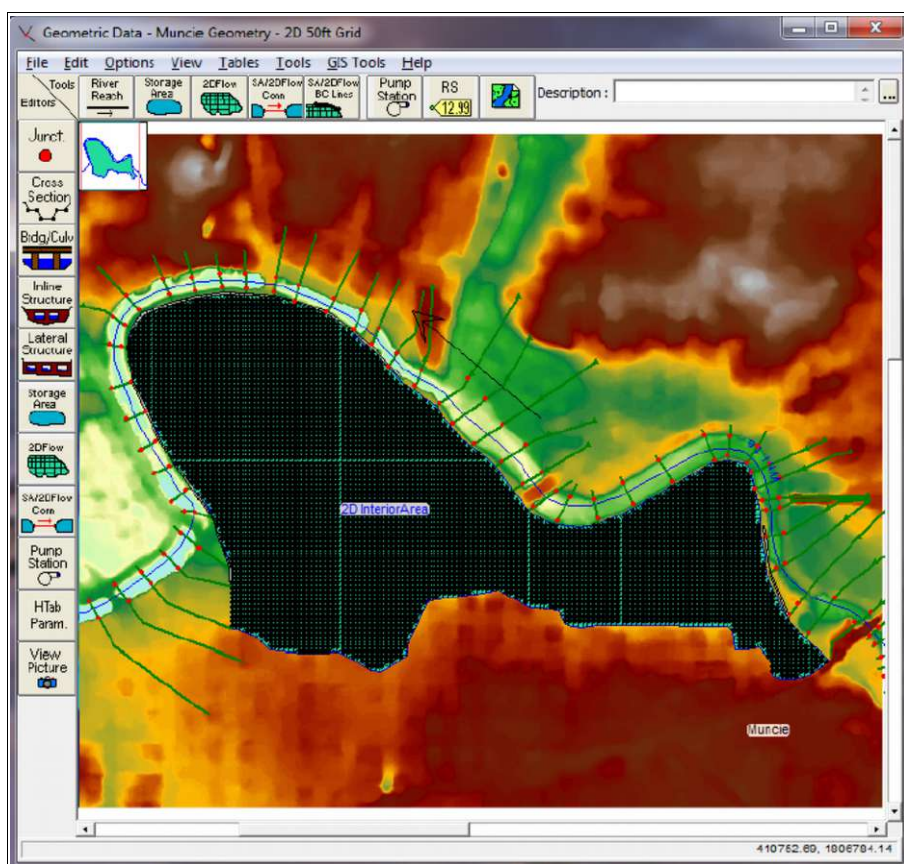 Geometric Data - Muncie Geometry - 2D 50ft Grid
File Edit Options View Tables Tools GIS Tools Help
Tools
Editors
River
Reach
Storage
Area
2DFlow
SA/2DFlow
Conn
SA/2DFlow
BC Lines
Pump
Station
RS
12.99
Description :
...
Junct.
Cross
Section
Brdg/Culv
Inline
Structure
Lateral
Structure
Storage
Area
2DFlow
SA/2DFlow
Conn
Pump
Station
HTab
Param.
View
Picture
2D InteriorArea
Muncie
410752.69, 1806784.14